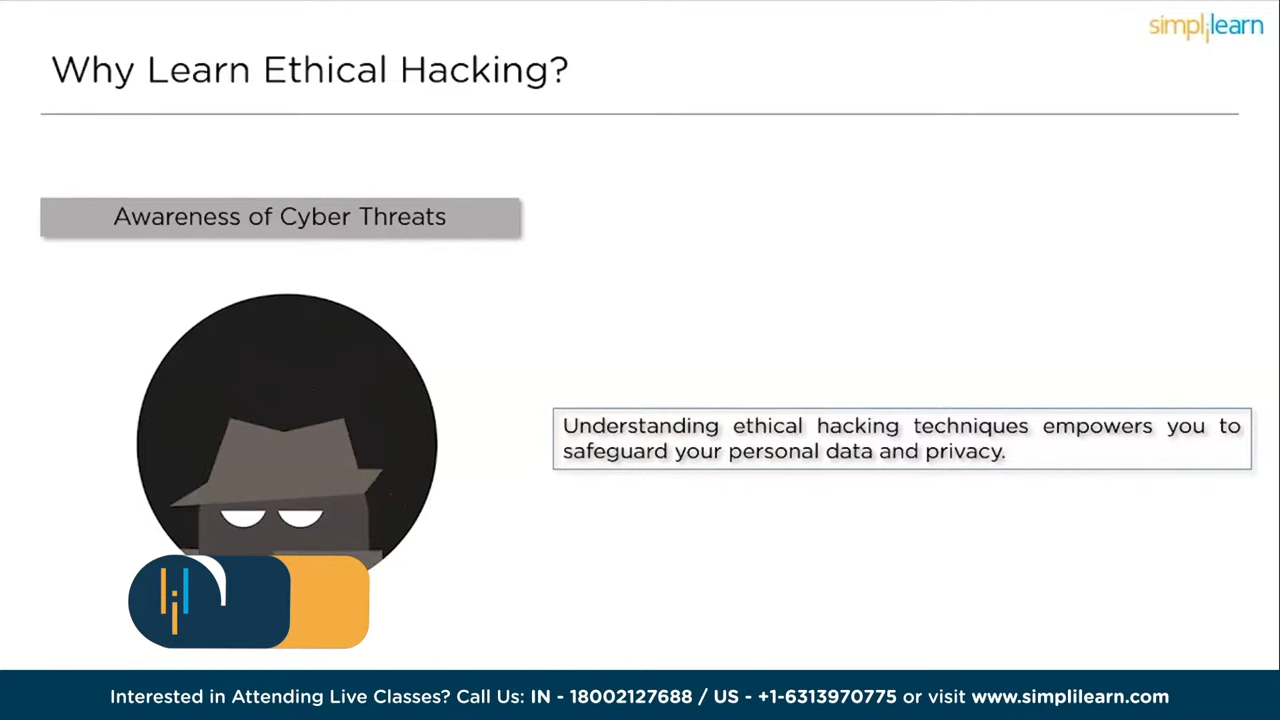 simplilearn
Why Learn Ethical Hacking?
Awareness of Cyber Threats
Understanding ethical hacking techniques empowers you to
safeguard your personal data and privacy.
Interested in Attending Live Classes? Call Us: IN - 18002127688 / US - +1-6313970775 or visit www.simplilearn.com